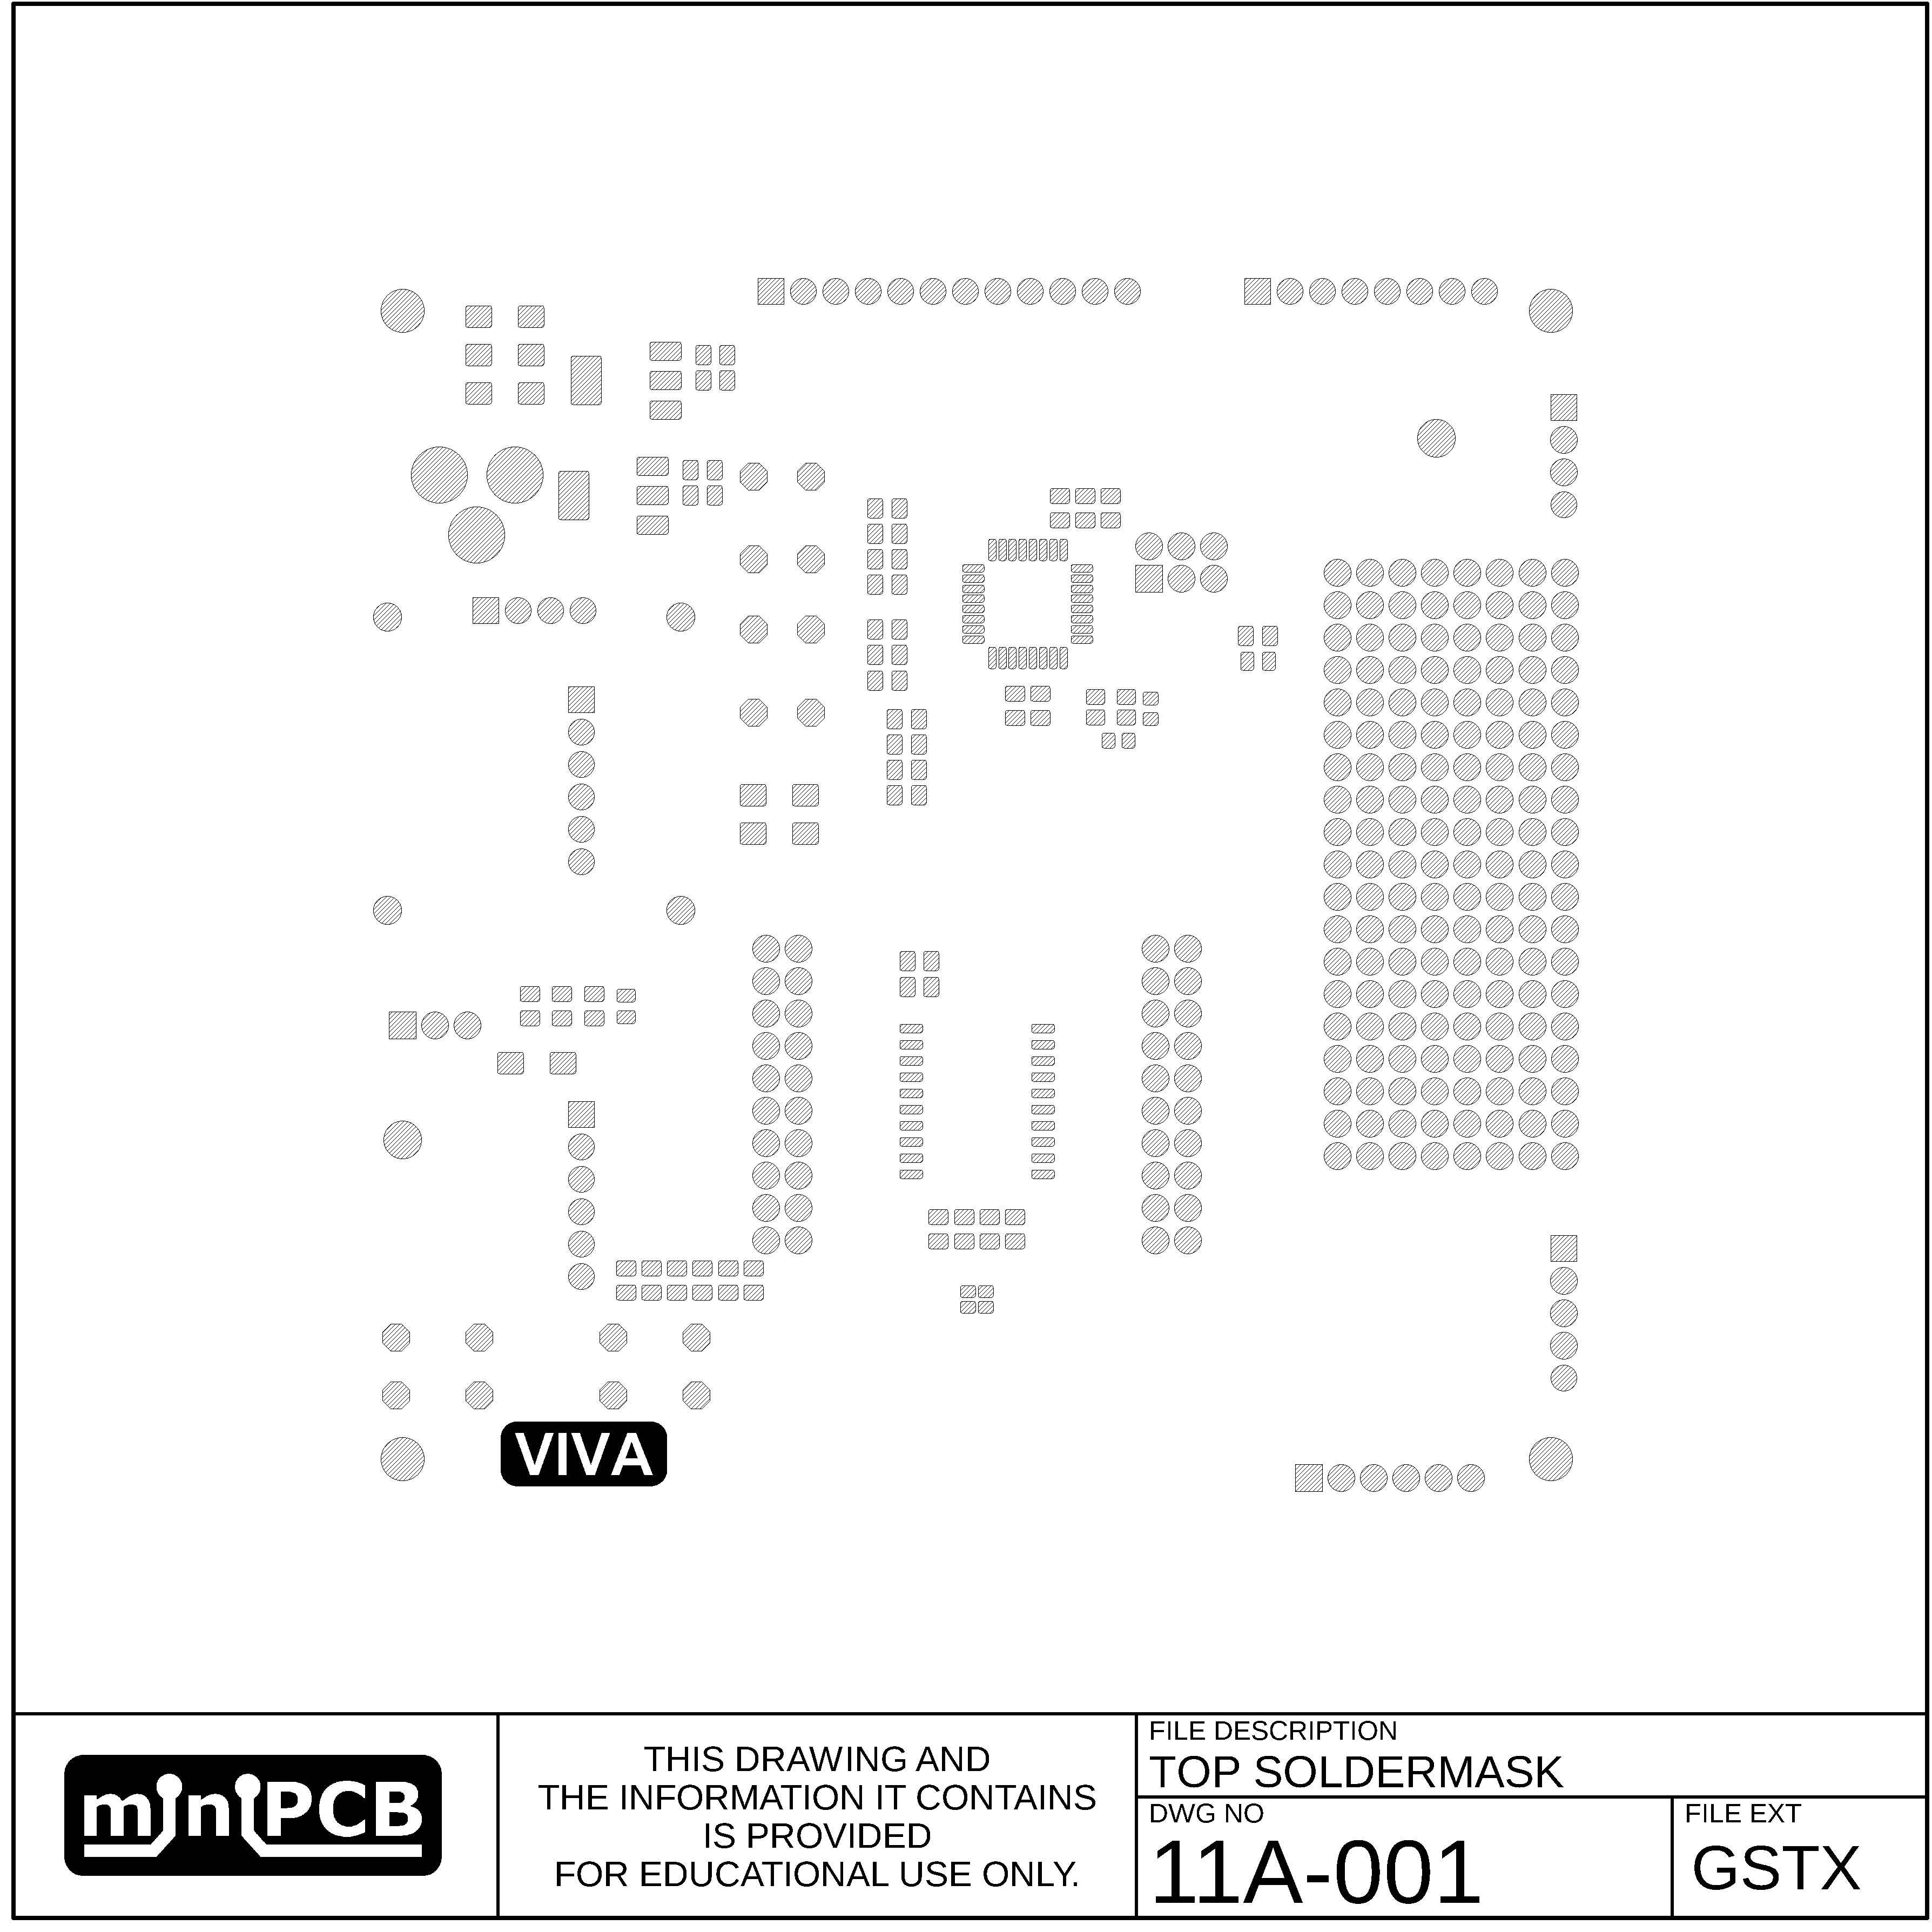 VIVA
miniPCB
THIS DRAWING AND
THE INFORMATION IT CONTAINS
IS PROVIDED
FOR EDUCATIONAL USE ONLY.
FILE DESCRIPTION
TOP SOLDERMASK
DWG NO
11A-001
FILE EXT
GSTX